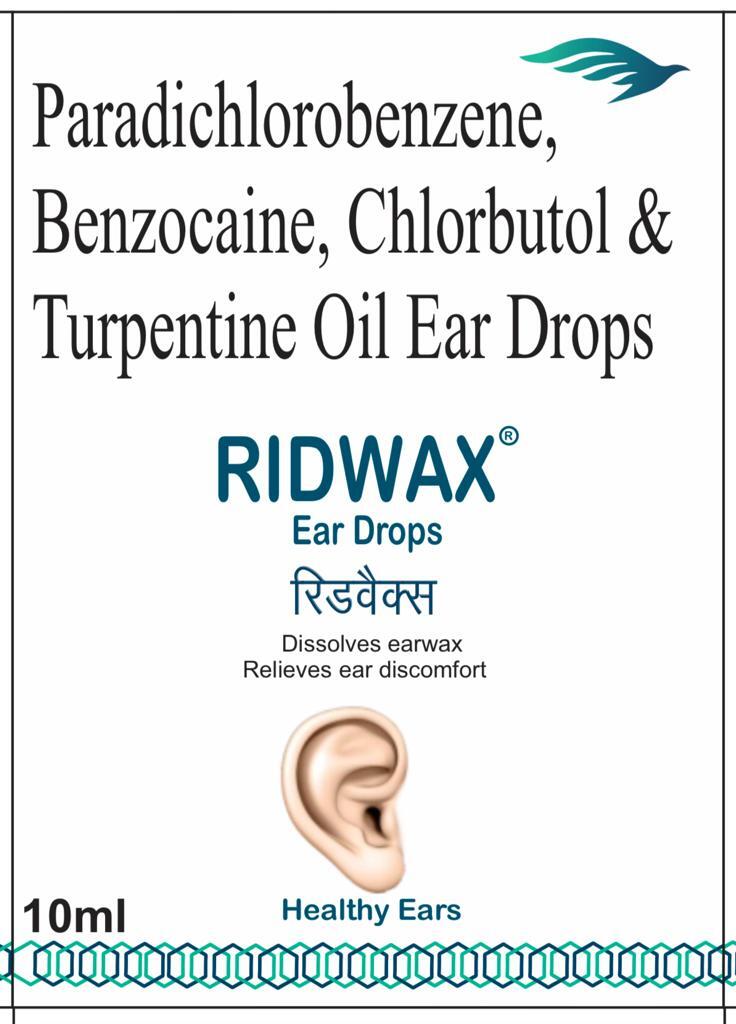 Paradichlorobenzene,
Benzocaine, Chlorbutol &
Turpentine Oil Ear Drops
RIDWAX®
Ear Drops
रिडवैक्स
Dissolves earwax
Relieves ear discomfort
Healthy Ears
10ml